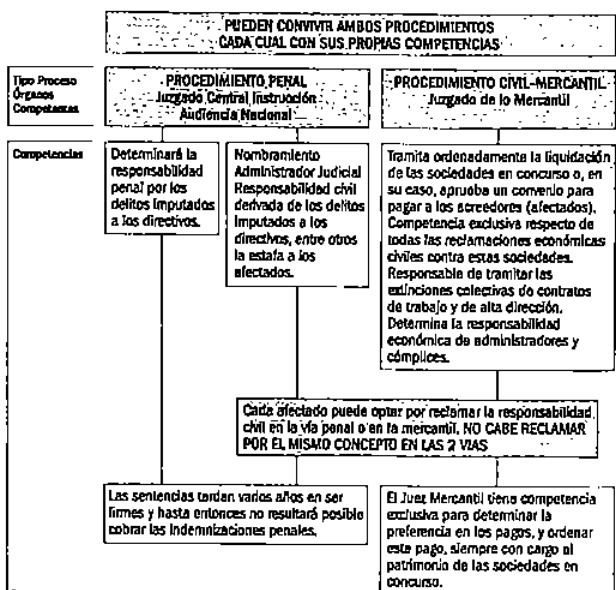 PUEDEN CONVIVIR AMBOS PROCEDIMIENTOS
CADA CUAL CON SUS PROPIAS COMPETENCIAS
Tipo Proceso
Órganos
Competentes
PROCEDIMIENTO PENAL
Juzgado Central Instrucción
Audiencia Nacional
PROCEDIMIENTO CIVIL-MERCANTIL
Juzgado de lo Mercantil
Competencias
Determinará la
responsabilidad
penal por los
delitos imputados
a los directivos.
Nombramiento
Administrador Judicial
Responsabilidad civil
derivada de los delitos
imputados a los
directivos, entre otros
la estafa a los
afectados.
Tramita ordenadamente la liquidación
de las sociedades en concurso o, en
su caso, aprueba un convenio para
pagar a los acreedores (afectados).
Competencia exclusiva respecto de
todas las reclamaciones económicas
civiles contra estas sociedades.
Responsable de tramitar las
extinciones colectivas de contratos
de trabajo y de alta dirección.
Determina la responsabilidad
económica de administradores y
cómplices.
Cada afectado puede optar por reclamar la responsabilidad
civil en la vía penal o en la mercantil. NO CABE RECLAMAR
POR EL MISMO CONCEPTO EN LAS 2 VIAS
Las sentencias tardan varios años en ser
firmes y hasta entonces no resultará posible
cobrar las indemnizaciones penales.
El Juez Mercantil tiene competencia
exclusiva para determinar la
preferencia en los pagos, y ordenar
este pago, siempre con cargo al
patrimonio de las sociedades en
concurso.